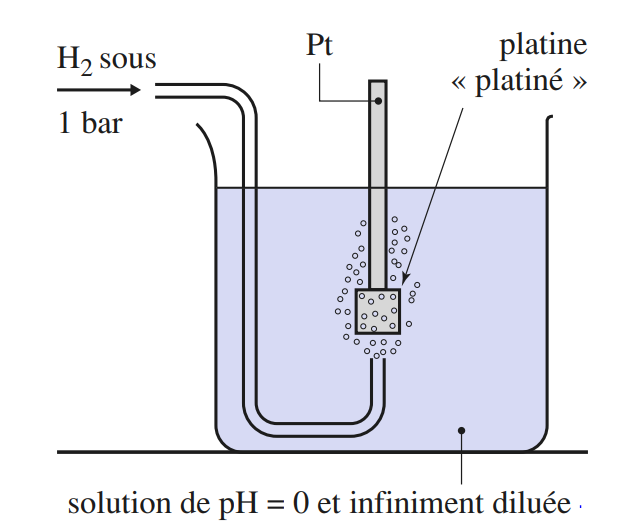 H₂ sous
1 bar
Pt
platine
« platiné »
solution de pH = 0 et infiniment diluée